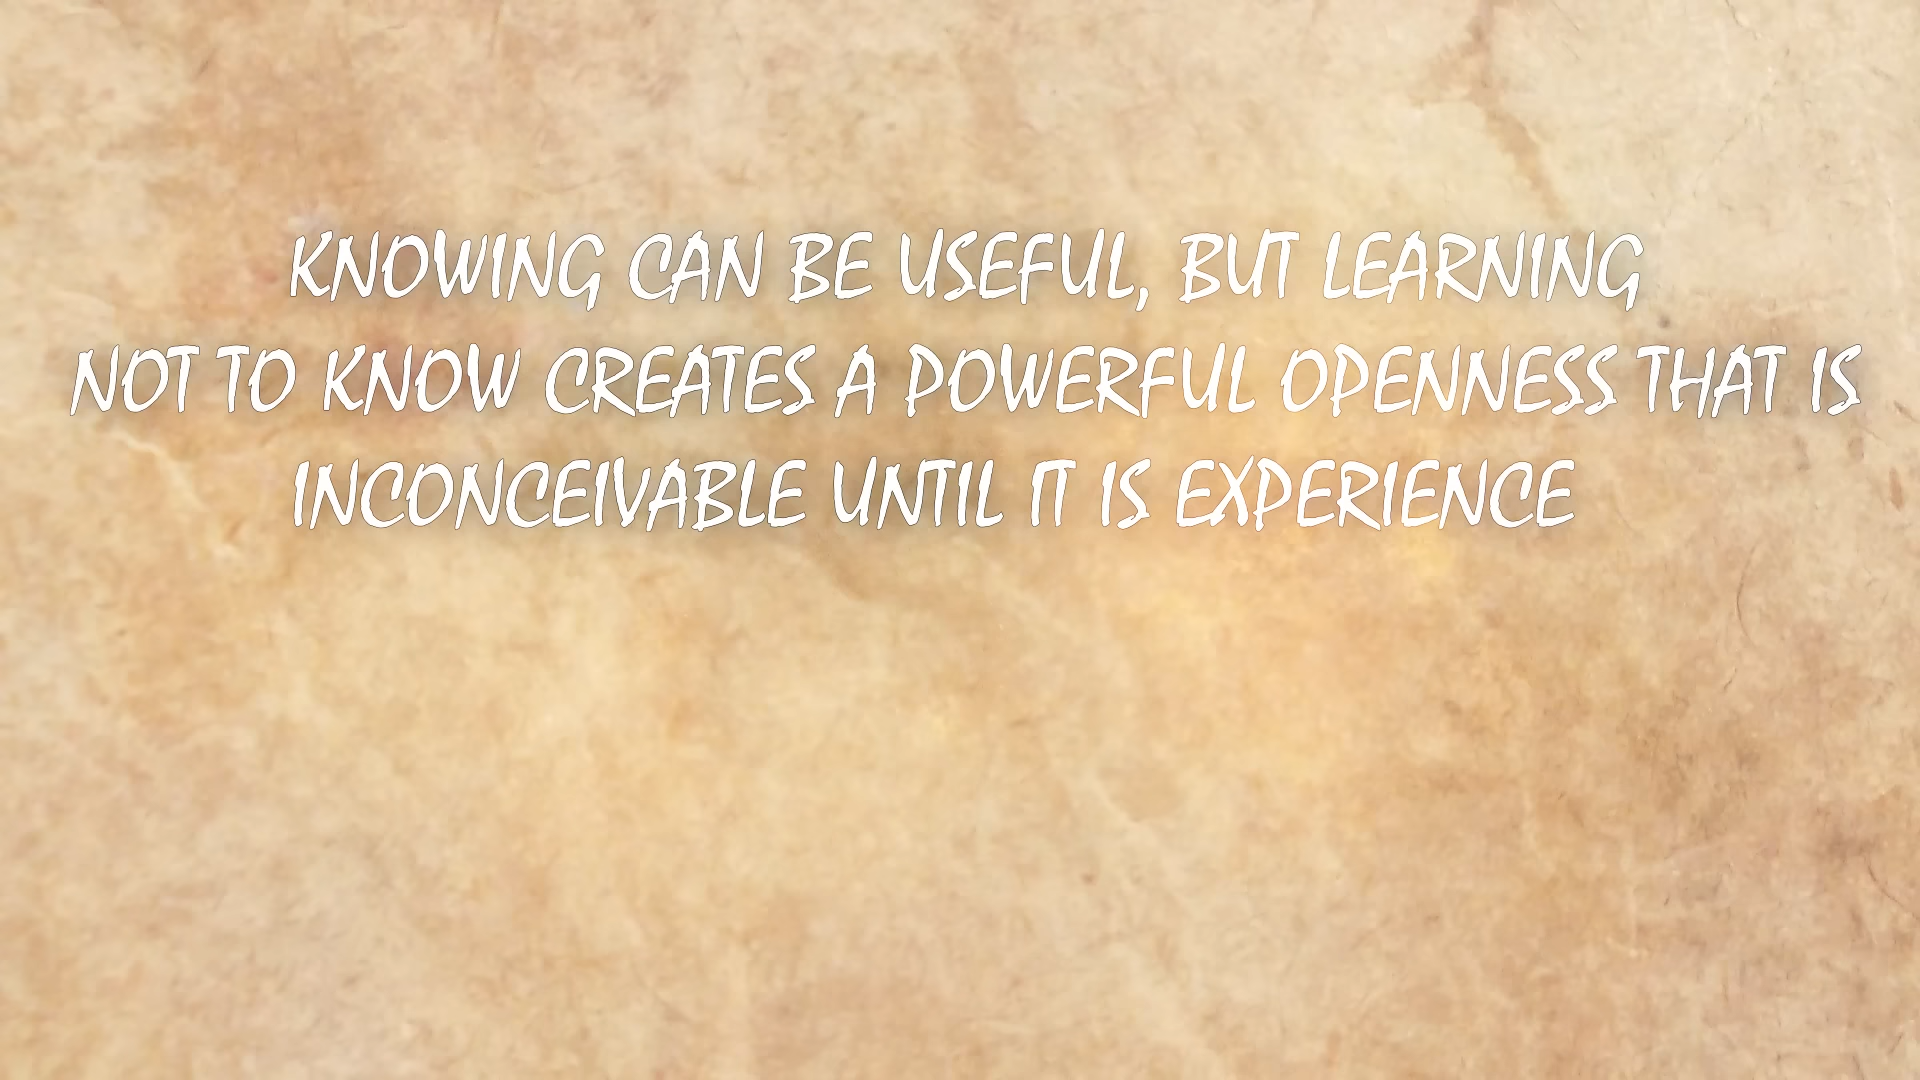 KNOWING CAN BE USEFUL, BUT LEARNING
NOT TO KNOW CREATES A POWERFUL OPENNESS THAT IS
INCONCEIVABLE UNTIL IT IS EXPERIENCE